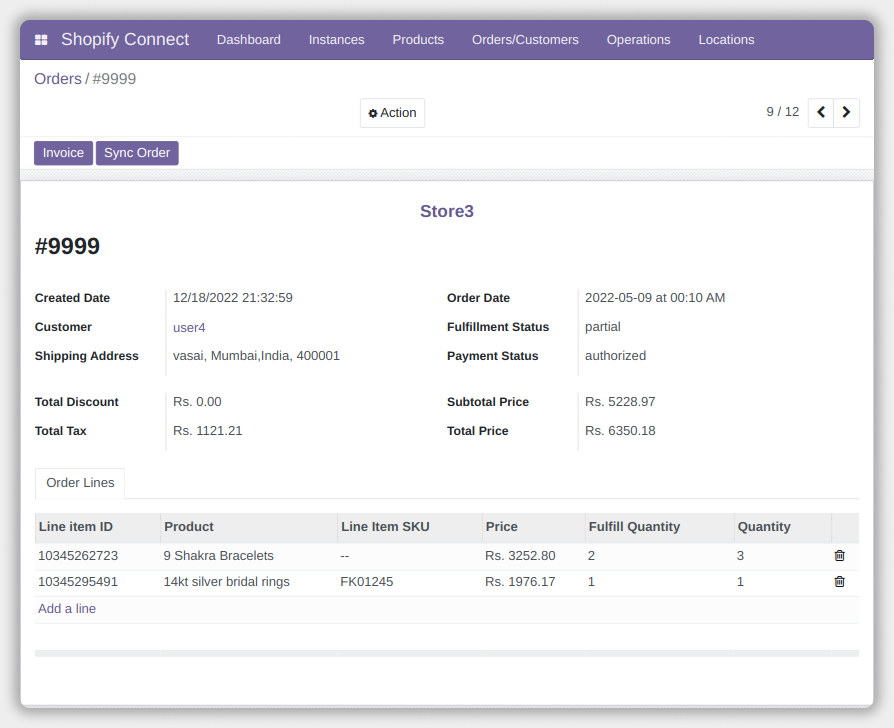 Shopify Connect Dashboard Instances Products Orders/Customers Operations Locations
Orders / #9999
Action 9 / 12
Invoice Sync Order
Store3
#9999
Created Date 12/18/2022 21:32:59 Order Date 2022-05-09 at 00:10 AM
Customer user4 Fulfillment Status partial
Shipping Address vasai, Mumbai,India, 400001 Payment Status authorized
Total Discount Rs. 0.00 Subtotal Price Rs. 5228.97
Total Tax Rs. 1121.21 Total Price Rs. 6350.18
Order Lines
Line item ID Product Line Item SKU Price Fulfill Quantity Quantity
10345262723 9 Shakra Bracelets -- Rs. 3252.80 2 3
10345295491 14kt silver bridal rings FK01245 Rs. 1976.17 1 1
Add a line